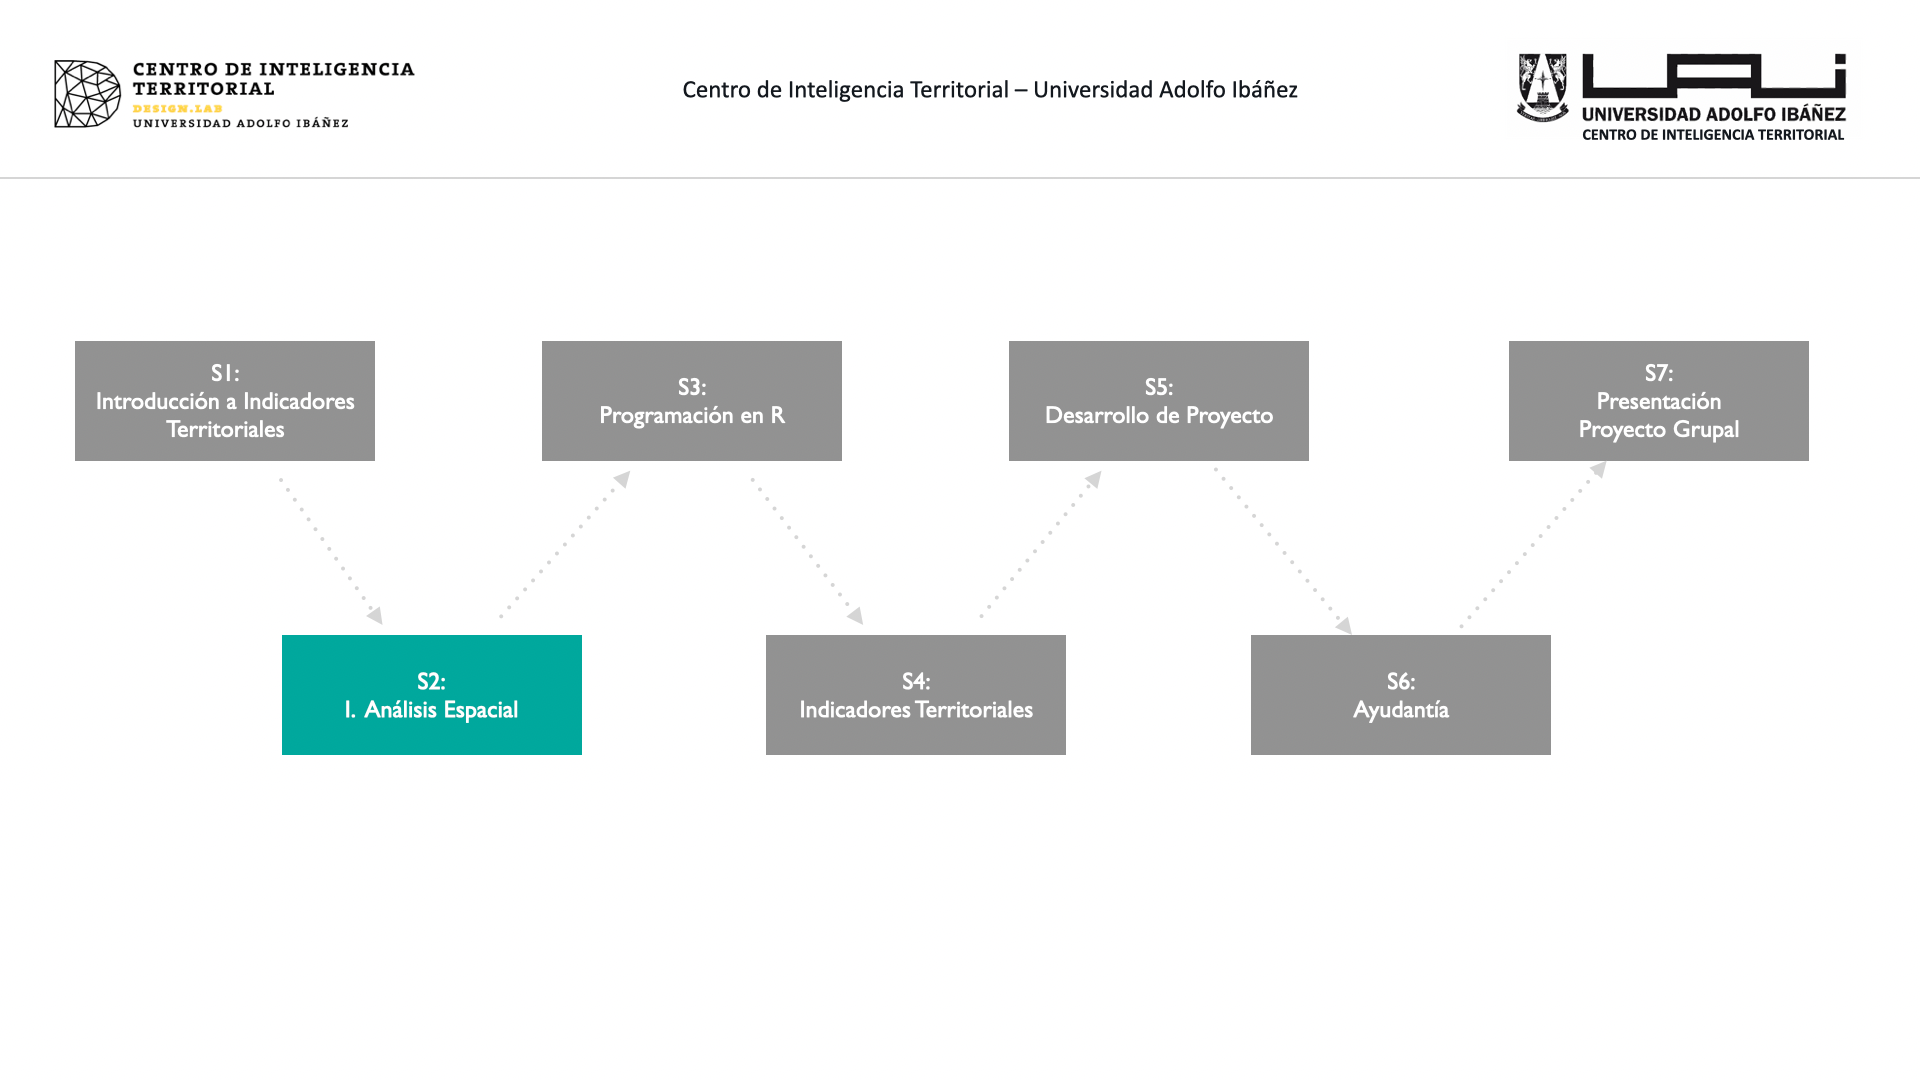 CENTRO DE INTELIGENCIA
TERRITORIAL
DESIGN.LAB
UNIVERSIDAD ADOLFO IBÁÑEZ
Centro de Inteligencia Territorial – Universidad Adolfo Ibáñez
UAI
UNIVERSIDAD ADOLFO IBÁÑEZ
CENTRO DE INTELIGENCIA TERRITORIAL
S1:
Introducción a Indicadores
Territoriales
S2:
I. Análisis Espacial
S3:
Programación en R
S4:
Indicadores Territoriales
S5:
Desarrollo de Proyecto
S6:
Ayudantía
S7:
Presentación
Proyecto Grupal